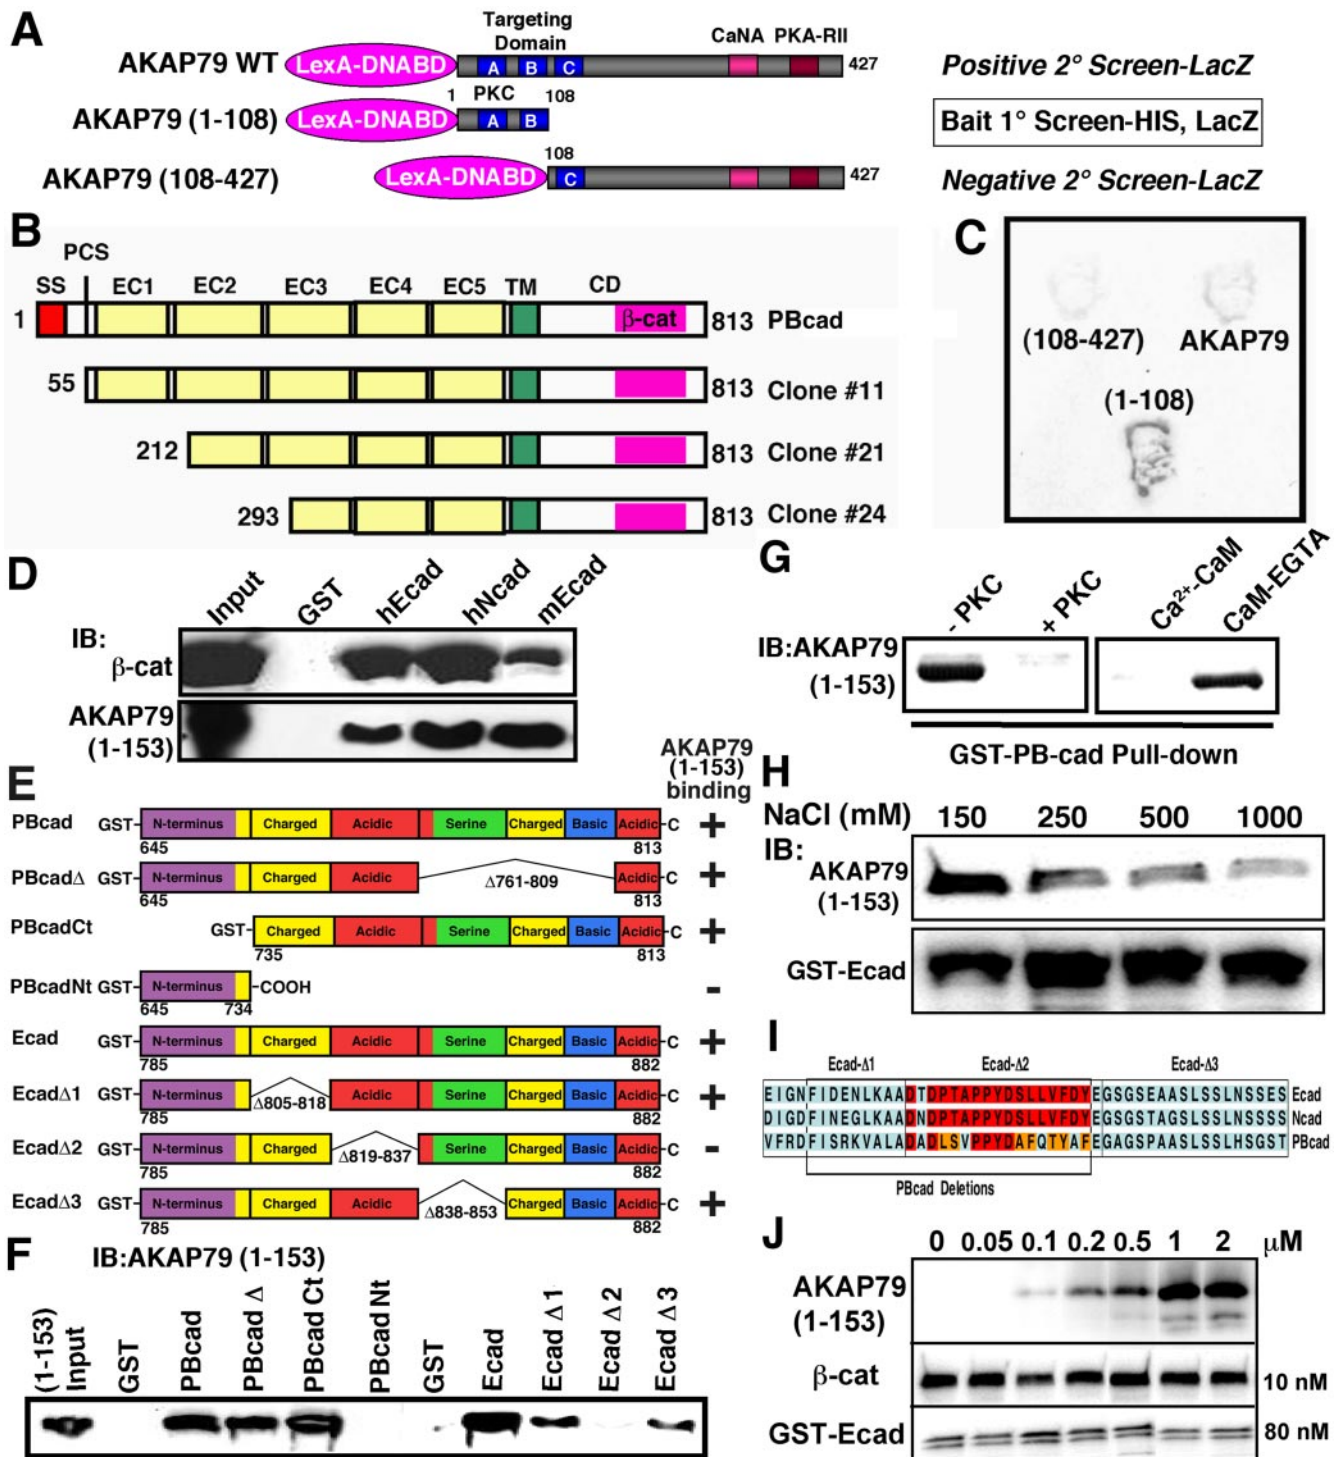 A
Targeting
Domain
CaNA PKA-RII
AKAP79 WT LexA-DNABD A B C 427 Positive 2° Screen-LacZ
1 PKC 108
AKAP79 (1-108) LexA-DNABD A B Bait 1° Screen-HIS, LacZ
108
AKAP79 (108-427) LexA-DNABD C 427 Negative 2° Screen-LacZ
B
PCS
SS EC1 EC2 EC3 EC4 EC5 TM CD
1 β-cat 813 PBcad
55 813 Clone #11
212 813 Clone #21
293 813 Clone #24
C
(108-427) AKAP79
(1-108)
D
Input GST hEcad hNcad mEcad
IB:
β-cat
AKAP79
(1-153)
E
AKAP79
(1-153)
binding
PBcad GST- N-terminus Charged Acidic Serine Charged Basic Acidic -C +
645 813
PBcadΔ GST- N-terminus Charged Acidic Δ761-809 Acidic -C +
645 813
PBcadCt GST- Charged Acidic Serine Charged Basic Acidic -C +
735 813
PBcadNt GST- N-terminus -COOH -
645 734
Ecad GST- N-terminus Charged Acidic Serine Charged Basic Acidic -C +
785 882
EcadΔ1 GST- N-terminus Δ805-818 Acidic Serine Charged Basic Acidic -C +
785 882
EcadΔ2 GST- N-terminus Charged Δ819-837 Serine Charged Basic Acidic -C -
785 882
EcadΔ3 GST- N-terminus Charged Acidic Δ838-853 Charged Basic Acidic -C +
785 882
F
IB:AKAP79 (1-153)
(1-153) Input
GST
PBcad
PBcad Δ
PBcad Ct
PBcad Nt
GST
Ecad
Ecad Δ 1
Ecad Δ 2
Ecad Δ 3
G
- PKC + PKC Ca2+-CaM CaM-EGTA
IB:AKAP79
(1-153)
GST-PB-cad Pull-down
H
NaCl (mM) 150 250 500 1000
IB:
AKAP79
(1-153)
GST-Ecad
I
Ecad-Δ1 Ecad-Δ2 Ecad-Δ3
EIGNFIDENLKAADTDPTAPPYDSLLVFDYEGSGSEAASLSSLNSSES Ecad
DIGDFINEGLKAADNDPTAPPYDSLLVFDYEGSGSTAGSLSSLNSSSS Ncad
VFRDFISRKVALADADLSVPPYDAFQTYAFEGAGSPAASLSSLHSGST PBcad
PBcad Deletions
J
0 0.05 0.1 0.2 0.5 1 2 μM
AKAP79
(1-153)
β-cat 10 nM
GST-Ecad 80 nM